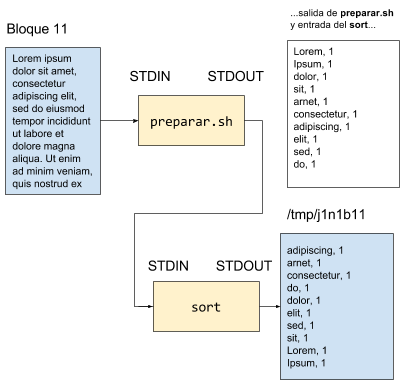 ...salida de preparar.sh
y entrada del sort...
Bloque 11
Lorem ipsum
dolor sit amet,
consectetur
adipiscing elit,
sed do eiusmod
tempor incididunt
ut labore et
dolore magna
aliqua. Ut enim
ad minim veniam,
quis nostrud ex
STDIN
STDOUT
preparar.sh
Lorem, 1
Ipsum, 1
dolor, 1
sit, 1
arnet, 1
consectetur, 1
adipiscing, 1
elit, 1
sed, 1
do, 1
/tmp/j1n1b11
STDIN
STDOUT
sort
adipiscing, 1
arnet, 1
consectetur, 1
do, 1
dolor, 1
elit, 1
sed, 1
sit, 1
Lorem, 1
Ipsum, 1